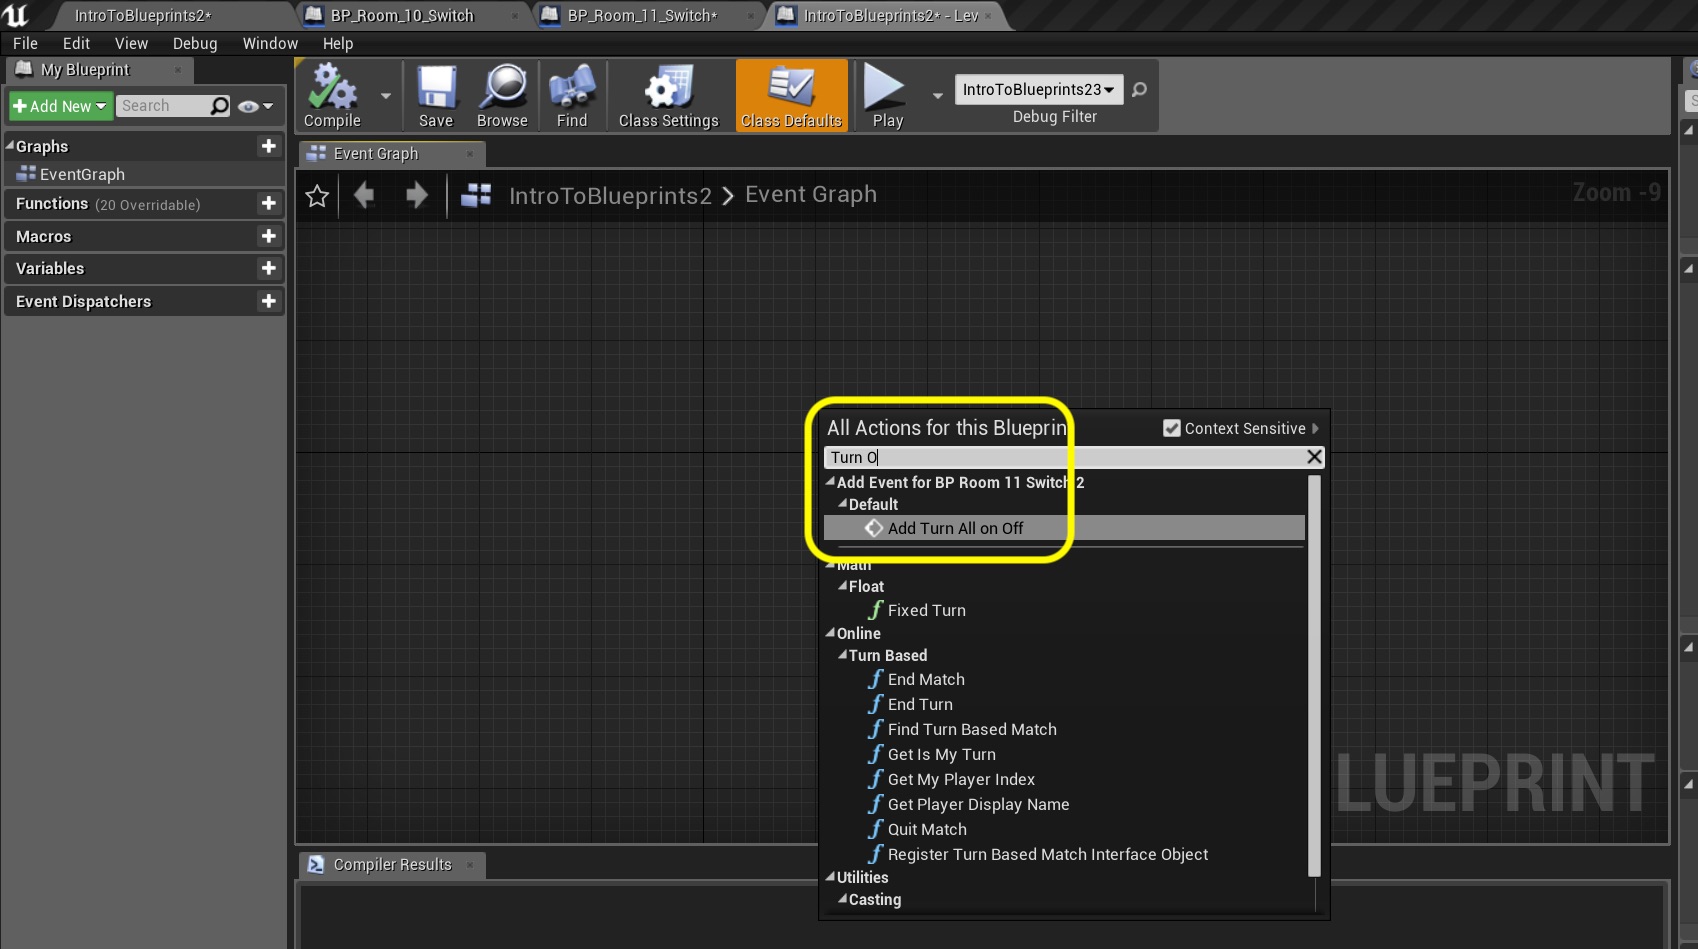 IntroToBlueprints2*
BP_Room_10_Switch
BP_Room_11_Switch*
IntroToBlueprints2* - Lev
File Edit View Debug Window Help
My Blueprint
Add New
Search
Graphs
EventGraph
Functions (20 Overridable)
Macros
Variables
Event Dispatchers
Compile
Save
Browse
Find
Class Settings
Class Defaults
Play
IntroToBlueprints23
Debug Filter
Event Graph
IntroToBlueprints2 > Event Graph
Zoom -9
All Actions for this Blueprin
Context Sensitive
Turn O
Add Event for BP Room 11 Switch 2
Default
Add Turn All on Off
Math
Float
Fixed Turn
Online
Turn Based
End Match
End Turn
Find Turn Based Match
Get Is My Turn
Get My Player Index
Get Player Display Name
Quit Match
Register Turn Based Match Interface Object
Utilities
Casting
LUEPRINT
Compiler Results